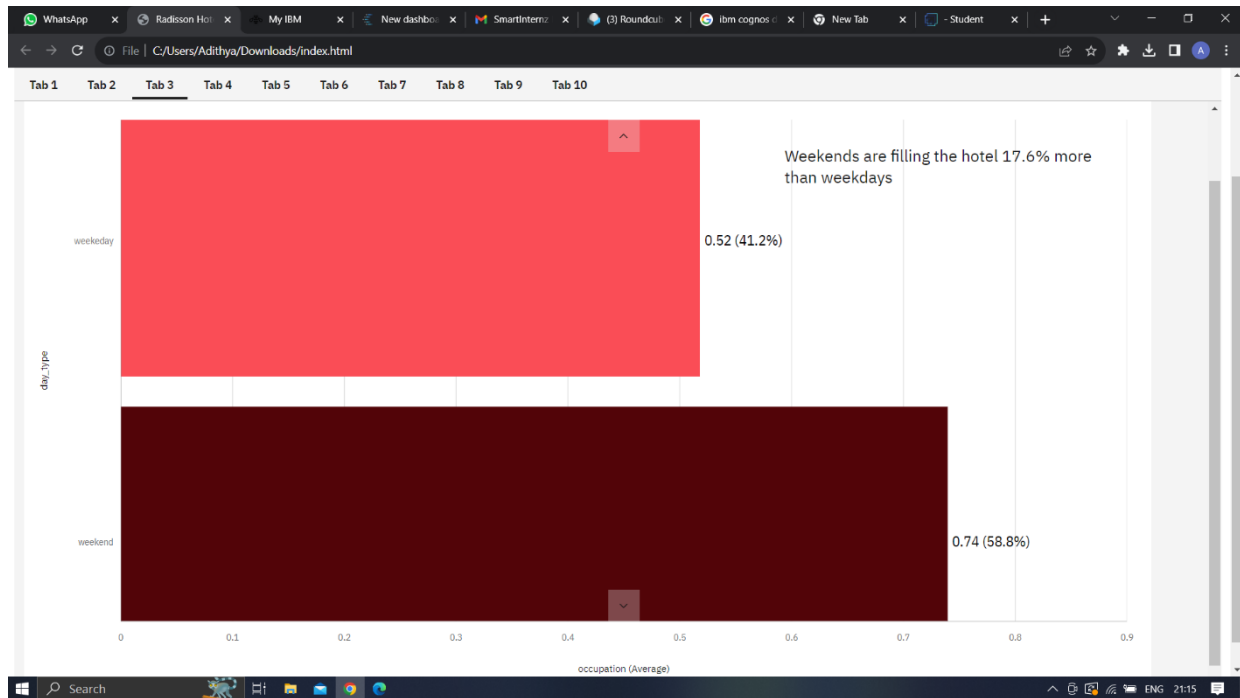 WhatsApp
Radisson Hot
My IBM
New dashboa
SmartInternz
(3) Roundcub
ibm cognos d
New Tab
- Student
File
C:/Users/Adithya/Downloads/index.html
A
Tab 1
Tab 2
Tab 3
Tab 4
Tab 5
Tab 6
Tab 7
Tab 8
Tab 9
Tab 10
Weekends are filling the hotel 17.6% more
than weekdays
weekeday
0.52 (41.2%)
day_type
weekend
0.74 (58.8%)
0
0.1
0.2
0.3
0.4
0.5
0.6
0.7
0.8
0.9
occupation (Average)
Search
ENG
21:15